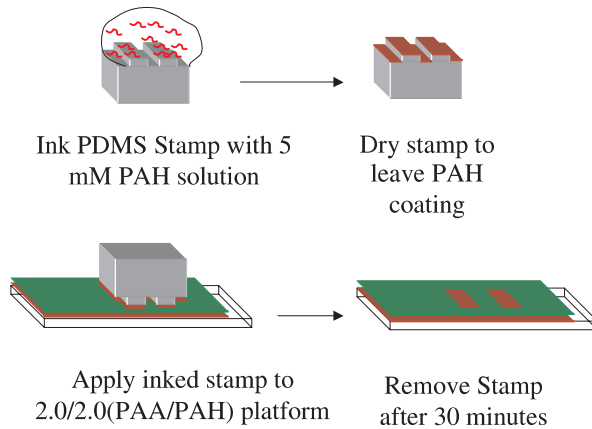 Ink PDMS Stamp with 5
mM PAH solution
Dry stamp to
leave PAH
coating
Apply inked stamp to
2.0/2.0(PAA/PAH) platform
Remove Stamp
after 30 minutes